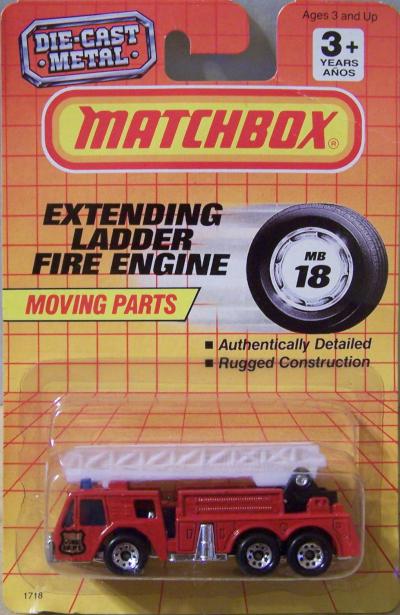 DIE-CAST
METAL
Ages 3 and Up
3+
YEARS
AÑOS
MATCHBOX®
EXTENDING
LADDER
FIRE ENGINE
MB
18
MOVING PARTS
■ Authentically Detailed
■ Rugged Construction
1718